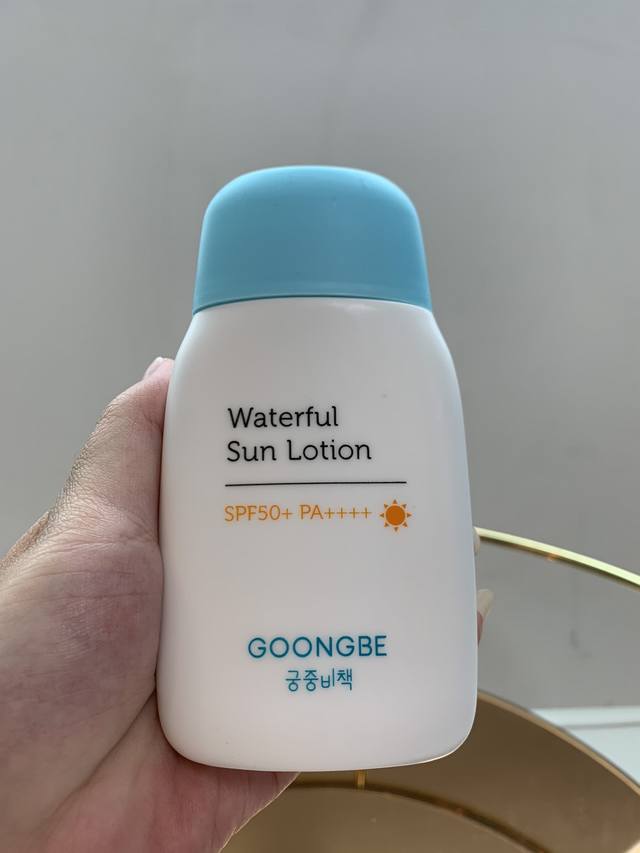 Waterful
Sun Lotion
SPF50+ PA++++
GOONGBE
궁중비책